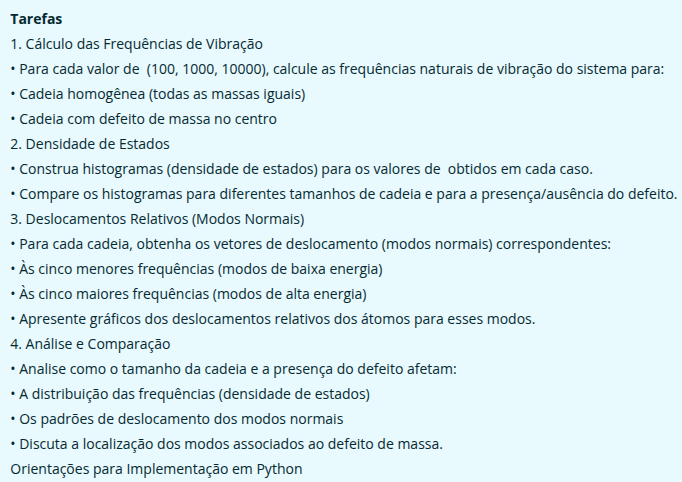 Tarefas
1. Cálculo das Frequências de Vibração
• Para cada valor de  (100, 1000, 10000), calcule as frequências naturais de vibração do sistema para:
• Cadeia homogênea (todas as massas iguais)
• Cadeia com defeito de massa no centro
2. Densidade de Estados
• Construa histogramas (densidade de estados) para os valores de  obtidos em cada caso.
• Compare os histogramas para diferentes tamanhos de cadeia e para a presença/ausência do defeito.
3. Deslocamentos Relativos (Modos Normais)
• Para cada cadeia, obtenha os vetores de deslocamento (modos normais) correspondentes:
• Às cinco menores frequências (modos de baixa energia)
• Às cinco maiores frequências (modos de alta energia)
• Apresente gráficos dos deslocamentos relativos dos átomos para esses modos.
4. Análise e Comparação
• Analise como o tamanho da cadeia e a presença do defeito afetam:
• A distribuição das frequências (densidade de estados)
• Os padrões de deslocamento dos modos normais
• Discuta a localização dos modos associados ao defeito de massa.
Orientações para Implementação em Python